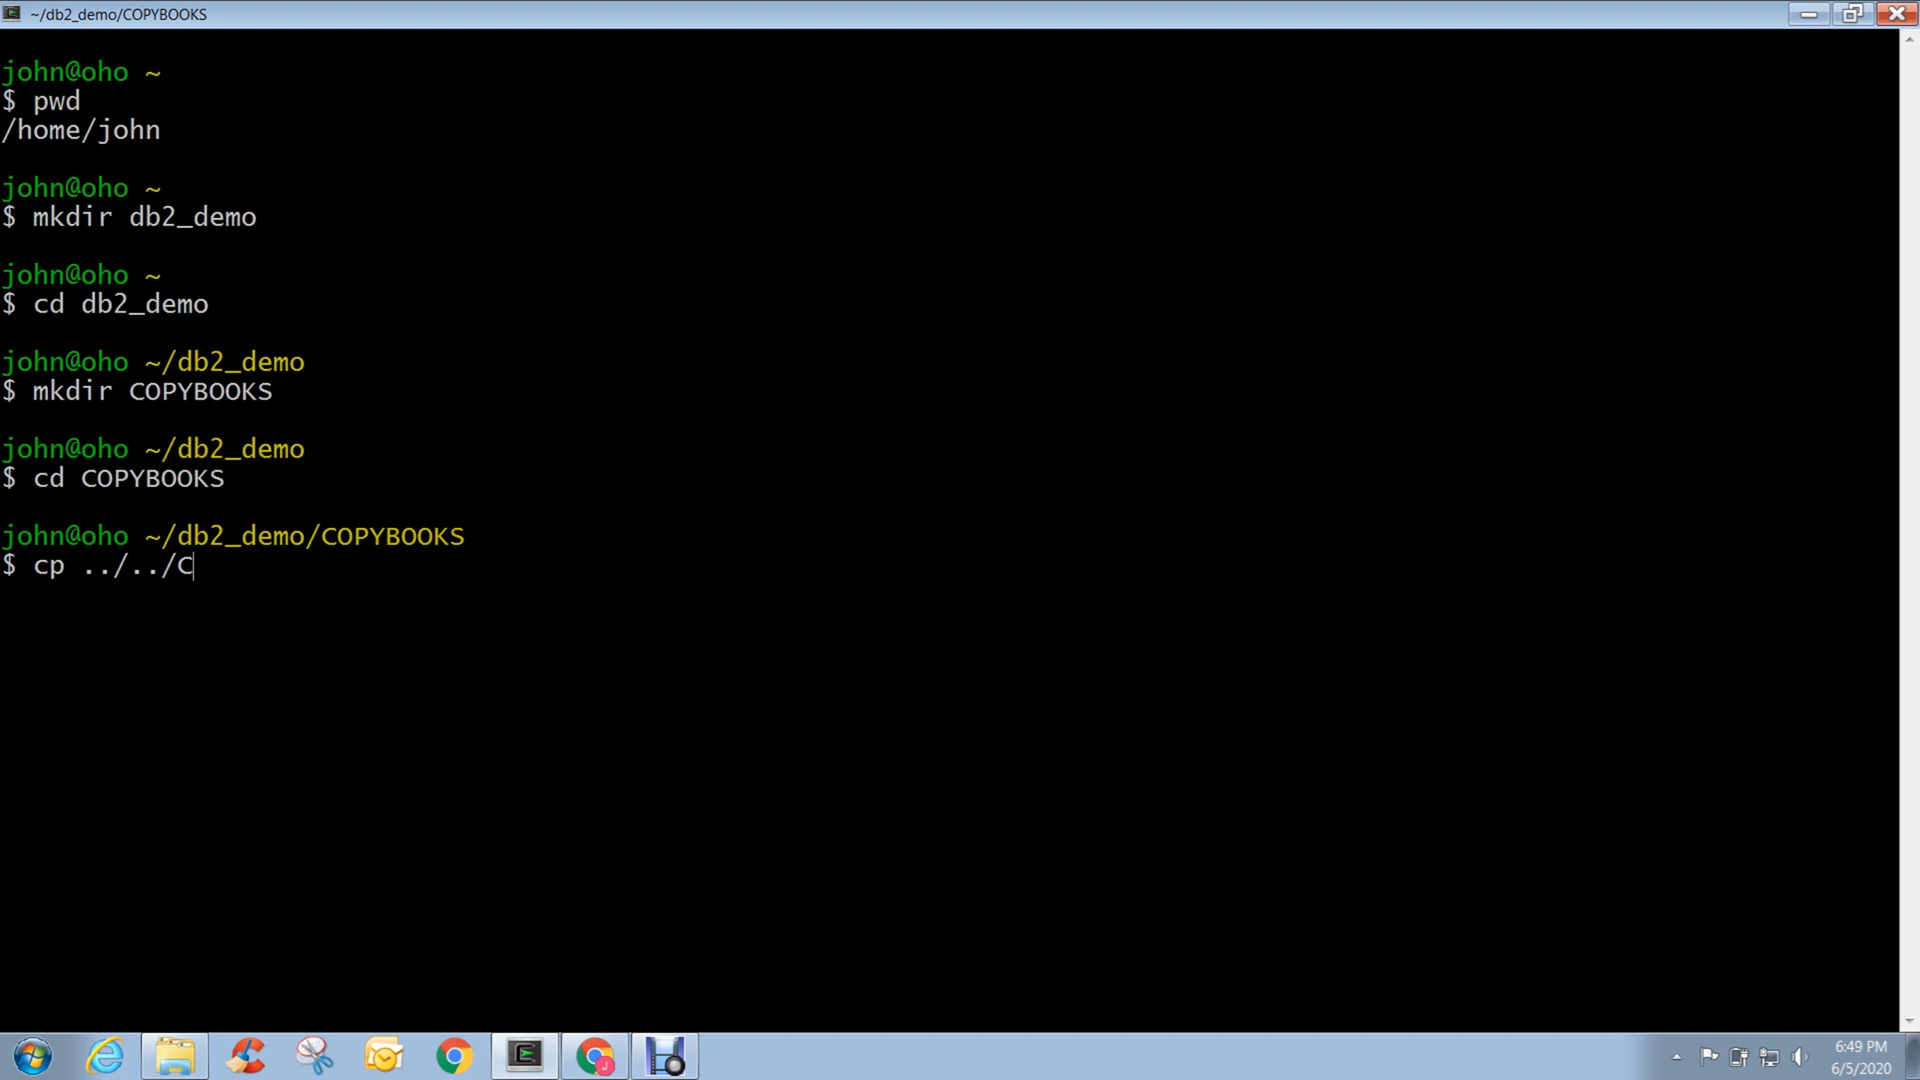 ~/db2_demo/COPYBOOKS
john@oho ~
$ pwd
/home/john
john@oho ~
$ mkdir db2_demo
john@oho ~
$ cd db2_demo
john@oho ~/db2_demo
$ mkdir COPYBOOKS
john@oho ~/db2_demo
$ cd COPYBOOKS
john@oho ~/db2_demo/COPYBOOKS
$ cp ../../C
6:49 PM
6/5/2020